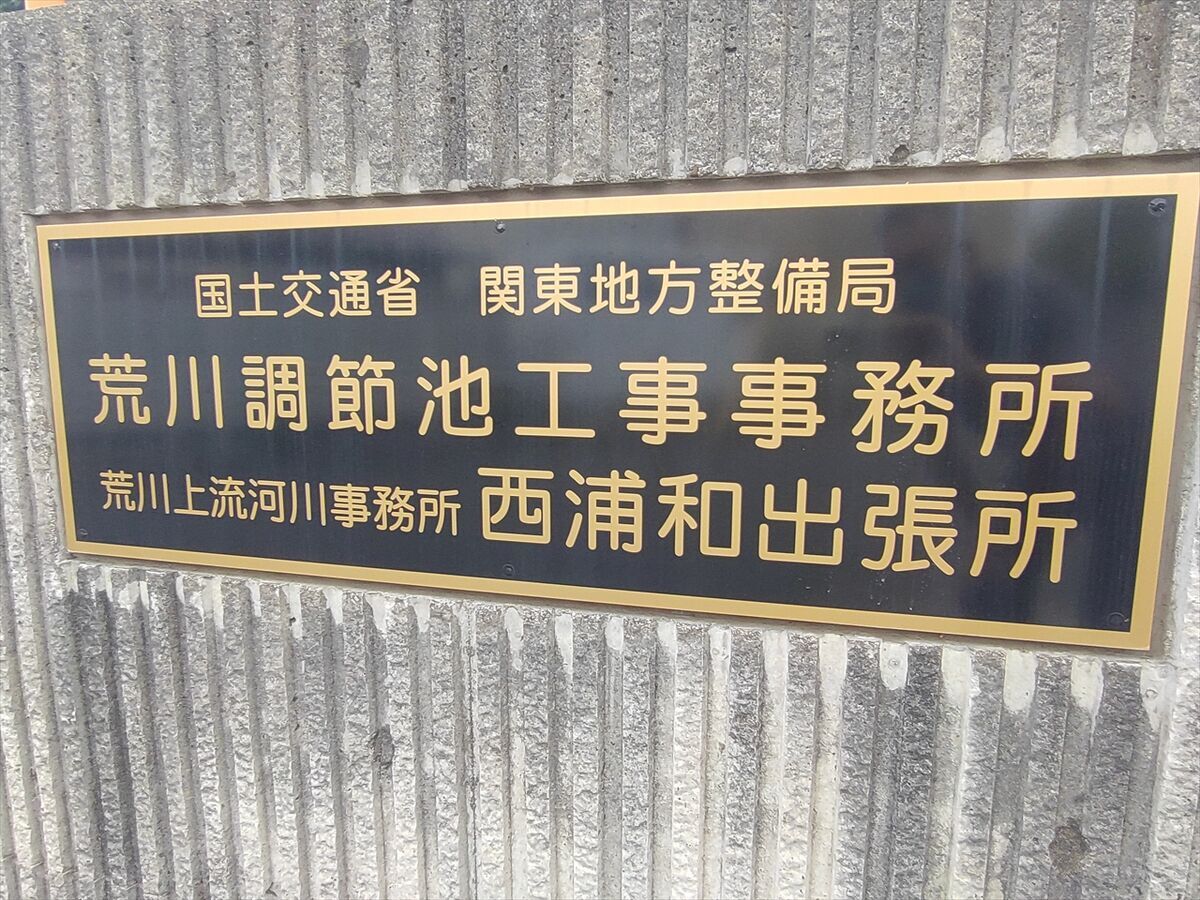 国土交通省　関東地方整備局
荒川調節池工事事務所
荒川上流河川事務所 西浦和出張所